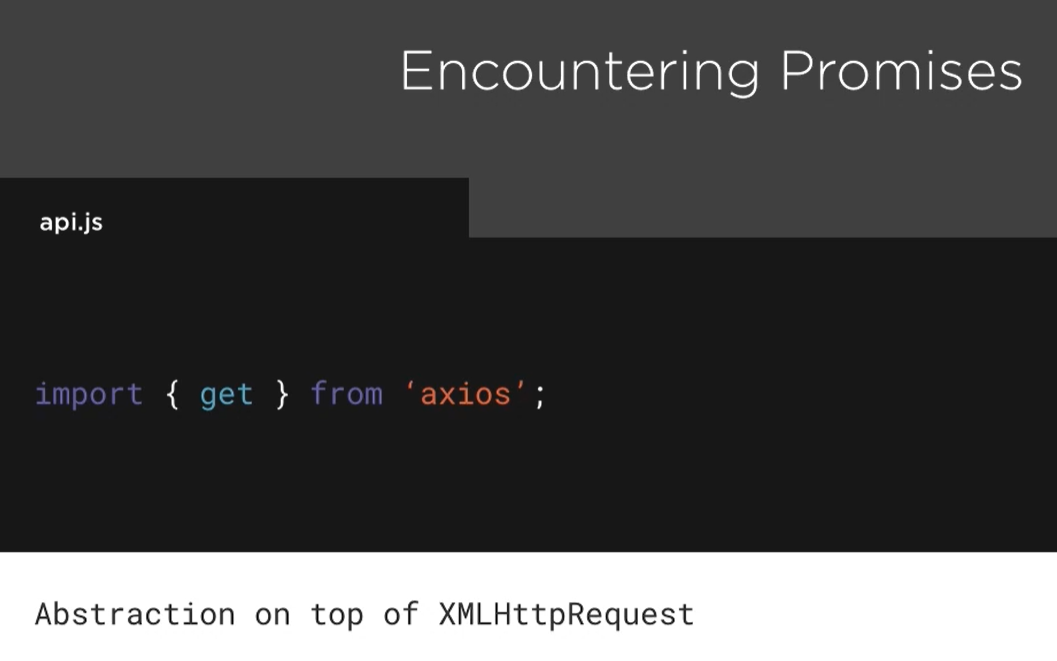 Encountering Promises
api.js
import { get } from ‘axios’;
Abstraction on top of XMLHttpRequest